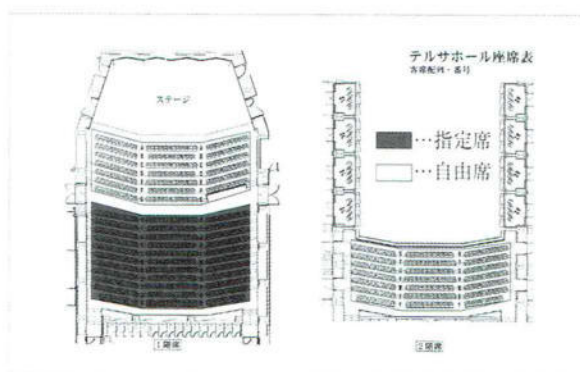 テルサホール座席表
客席配列・番号
ステージ
…指定席
…自由席
1階席
2階席